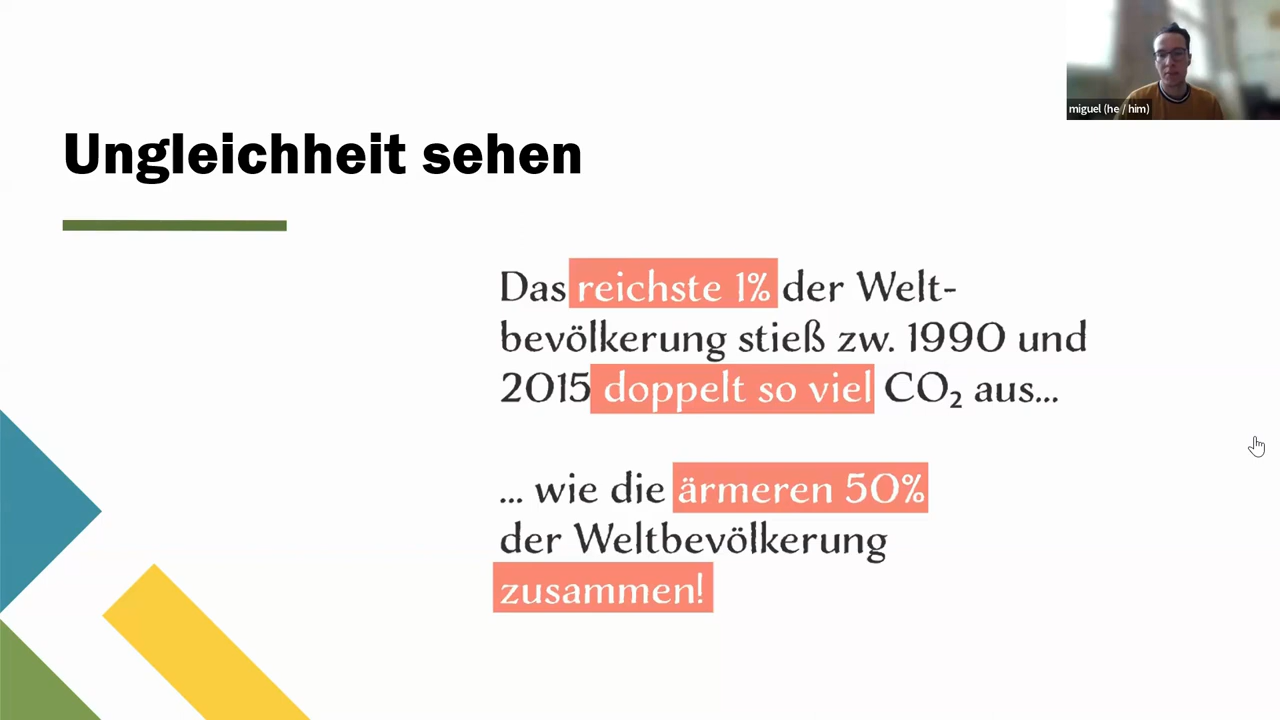 miguel (he / him)
Ungleichheit sehen
Das reichste 1% der Welt-
bevölkerung stieß zw. 1990 und
2015 doppelt so viel CO₂ aus...
... wie die ärmeren 50%
der Weltbevölkerung
zusammen!